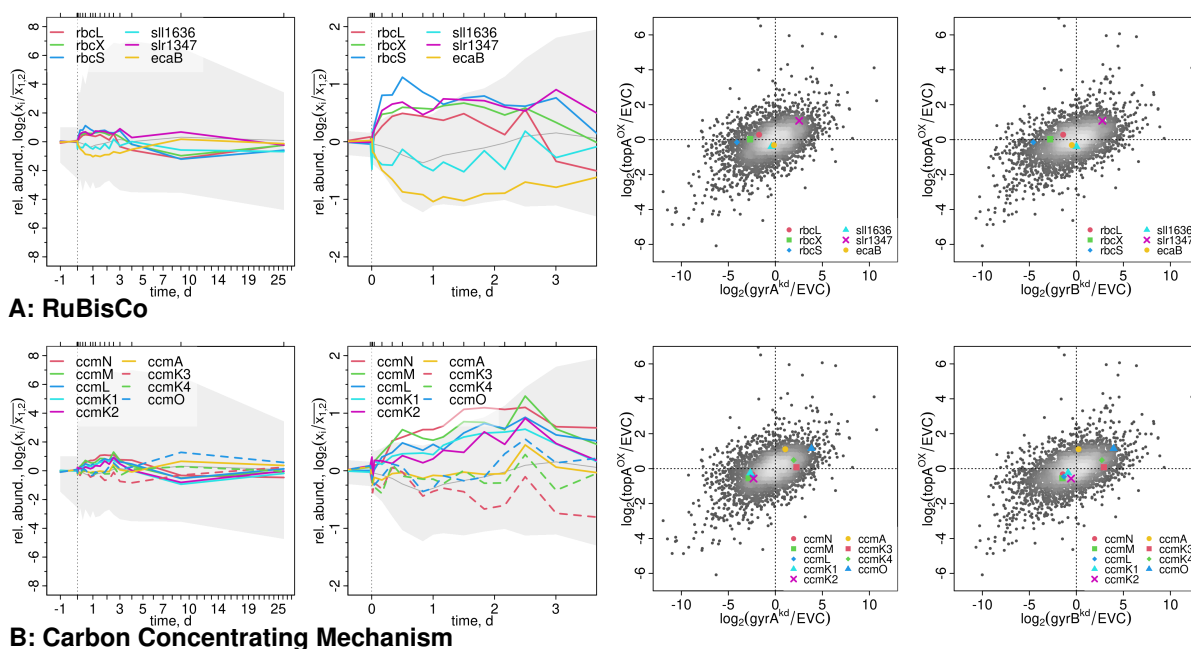 rel. abund., log2(xi/x1,2)
8
6
4
2
0
-2
-4
-6
-8
rbcL sll1636
rbcX slr1347
rbcS ecaB
-1 1 3 5 7 10 14 19 25
time, d
rel. abund., log2(xi/x1,2)
2
1
0
-1
-2
rbcL sll1636
rbcX slr1347
rbcS ecaB
0 1 2 3
time, d
log2(topA^OX/EVC)
6
4
2
0
-2
-4
-6
rbcL sll1636
rbcX slr1347
rbcS ecaB
-10 -5 0 5 10
log2(gyrA^kd/EVC)
log2(topA^OX/EVC)
6
4
2
0
-2
-4
-6
rbcL sll1636
rbcX slr1347
rbcS ecaB
-10 -5 0 5 10
log2(gyrB^kd/EVC)
A: RuBisCo
rel. abund., log2(xi/x1,2)
8
6
4
2
0
-2
-4
-6
-8
ccmN ccmA
ccmM ccmK3
ccmL ccmK4
ccmK1 ccmO
ccmK2
-1 1 3 5 7 10 14 19 25
time, d
rel. abund., log2(xi/x1,2)
2
1
0
-1
-2
ccmN ccmA
ccmM ccmK3
ccmL ccmK4
ccmK1 ccmO
ccmK2
0 1 2 3
time, d
log2(topA^OX/EVC)
6
4
2
0
-2
-4
-6
ccmN ccmA
ccmM ccmK3
ccmL ccmK4
ccmK1 ccmO
ccmK2
-10 -5 0 5 10
log2(gyrA^kd/EVC)
log2(topA^OX/EVC)
6
4
2
0
-2
-4
-6
ccmN ccmA
ccmM ccmK3
ccmL ccmK4
ccmK1 ccmO
ccmK2
-10 -5 0 5 10
log2(gyrB^kd/EVC)
B: Carbon Concentrating Mechanism